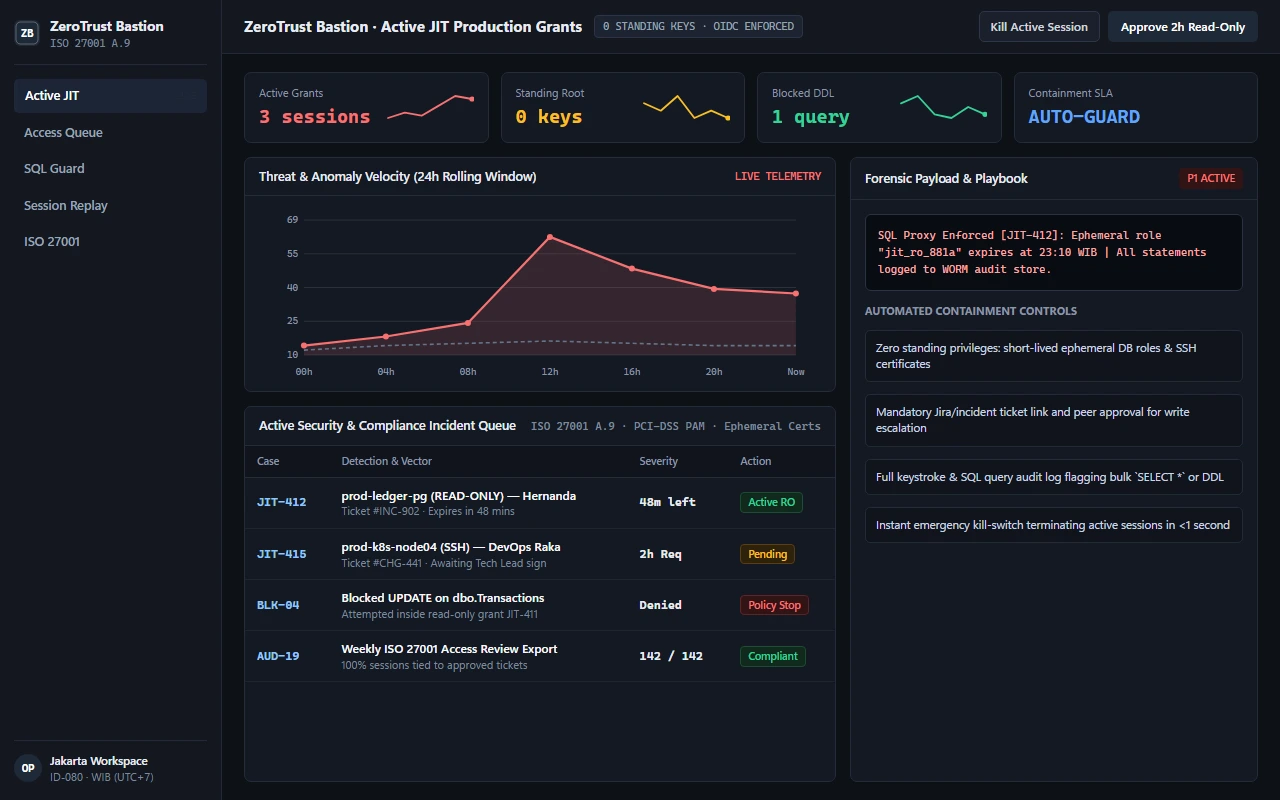 ZB
ZeroTrust Bastion
ISO 27001 A.9
Active JIT
Access Queue
SQL Guard
Session Replay
ISO 27001
OP
Jakarta Workspace
ID-080 · WIB (UTC+7)
ZeroTrust Bastion · Active JIT Production Grants
0 STANDING KEYS · OIDC ENFORCED
Kill Active Session
Approve 2h Read-Only
Active Grants
3 sessions
Standing Root
0 keys
Blocked DDL
1 query
Containment SLA
AUTO-GUARD
Threat & Anomaly Velocity (24h Rolling Window)
LIVE TELEMETRY
69
55
40
25
10
00h 04h 08h 12h 16h 20h Now
Active Security & Compliance Incident Queue
ISO 27001 A.9 · PCI-DSS PAM · Ephemeral Certs
Case Detection & Vector Severity Action
JIT-412 prod-ledger-pg (READ-ONLY) — Hernanda 48m left Active RO
Ticket #INC-902 · Expires in 48 mins
JIT-415 prod-k8s-node04 (SSH) — DevOps Raka 2h Req Pending
Ticket #CHG-441 · Awaiting Tech Lead sign
BLK-04 Blocked UPDATE on dbo.Transactions Denied Policy Stop
Attempted inside read-only grant JIT-411
AUD-19 Weekly ISO 27001 Access Review Export 142 / 142 Compliant
100% sessions tied to approved tickets
Forensic Payload & Playbook
P1 ACTIVE
SQL Proxy Enforced [JIT-412]: Ephemeral role
"jit_ro_881a" expires at 23:10 WIB | All statements
logged to WORM audit store.
AUTOMATED CONTAINMENT CONTROLS
Zero standing privileges: short-lived ephemeral DB roles & SSH
certificates
Mandatory Jira/incident ticket link and peer approval for write
escalation
Full keystroke & SQL query audit log flagging bulk `SELECT *` or DDL
Instant emergency kill-switch terminating active sessions in <1 second